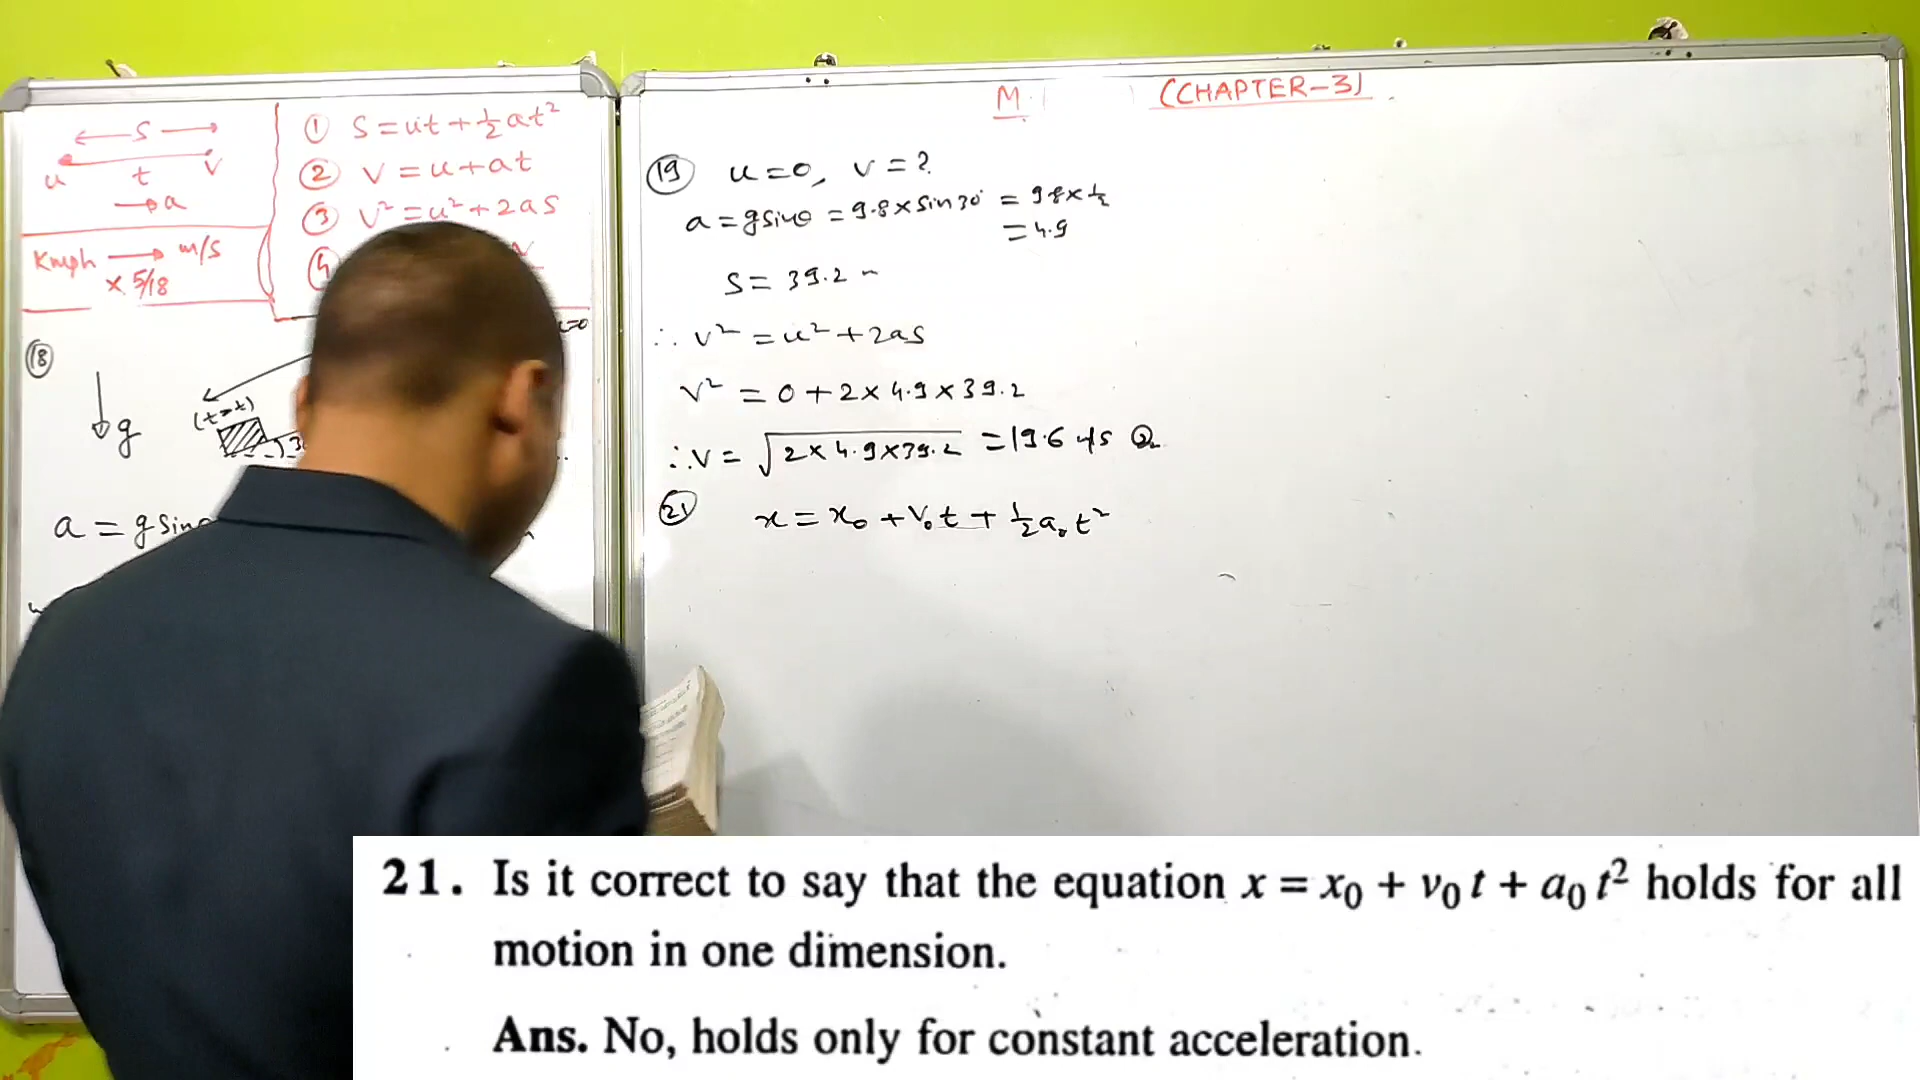 M. (CHAPTER-3)
S
u t v
a
① S = ut + ½at²
② V = u + at
③ V² = u² + 2as
④
Kmph → m/s
× 5/18
⑱
g
(t=t)
a = g sin
⑲ u = 0, v = ?
a = g sinθ = 9.8 × sin 30° = 9.8 × ½
= 4.9
S = 39.2 m
∴ v² = u² + 2as
v² = 0 + 2 × 4.9 × 39.2
∴ v = √2 × 4.9 × 39.2 = 19.6 m/s
㉑ x = x₀ + v₀t + ½a₀t²
21. Is it correct to say that the equation x = x₀ + v₀ t + a₀ t² holds for all
motion in one dimension.
Ans. No, holds only for constant acceleration.